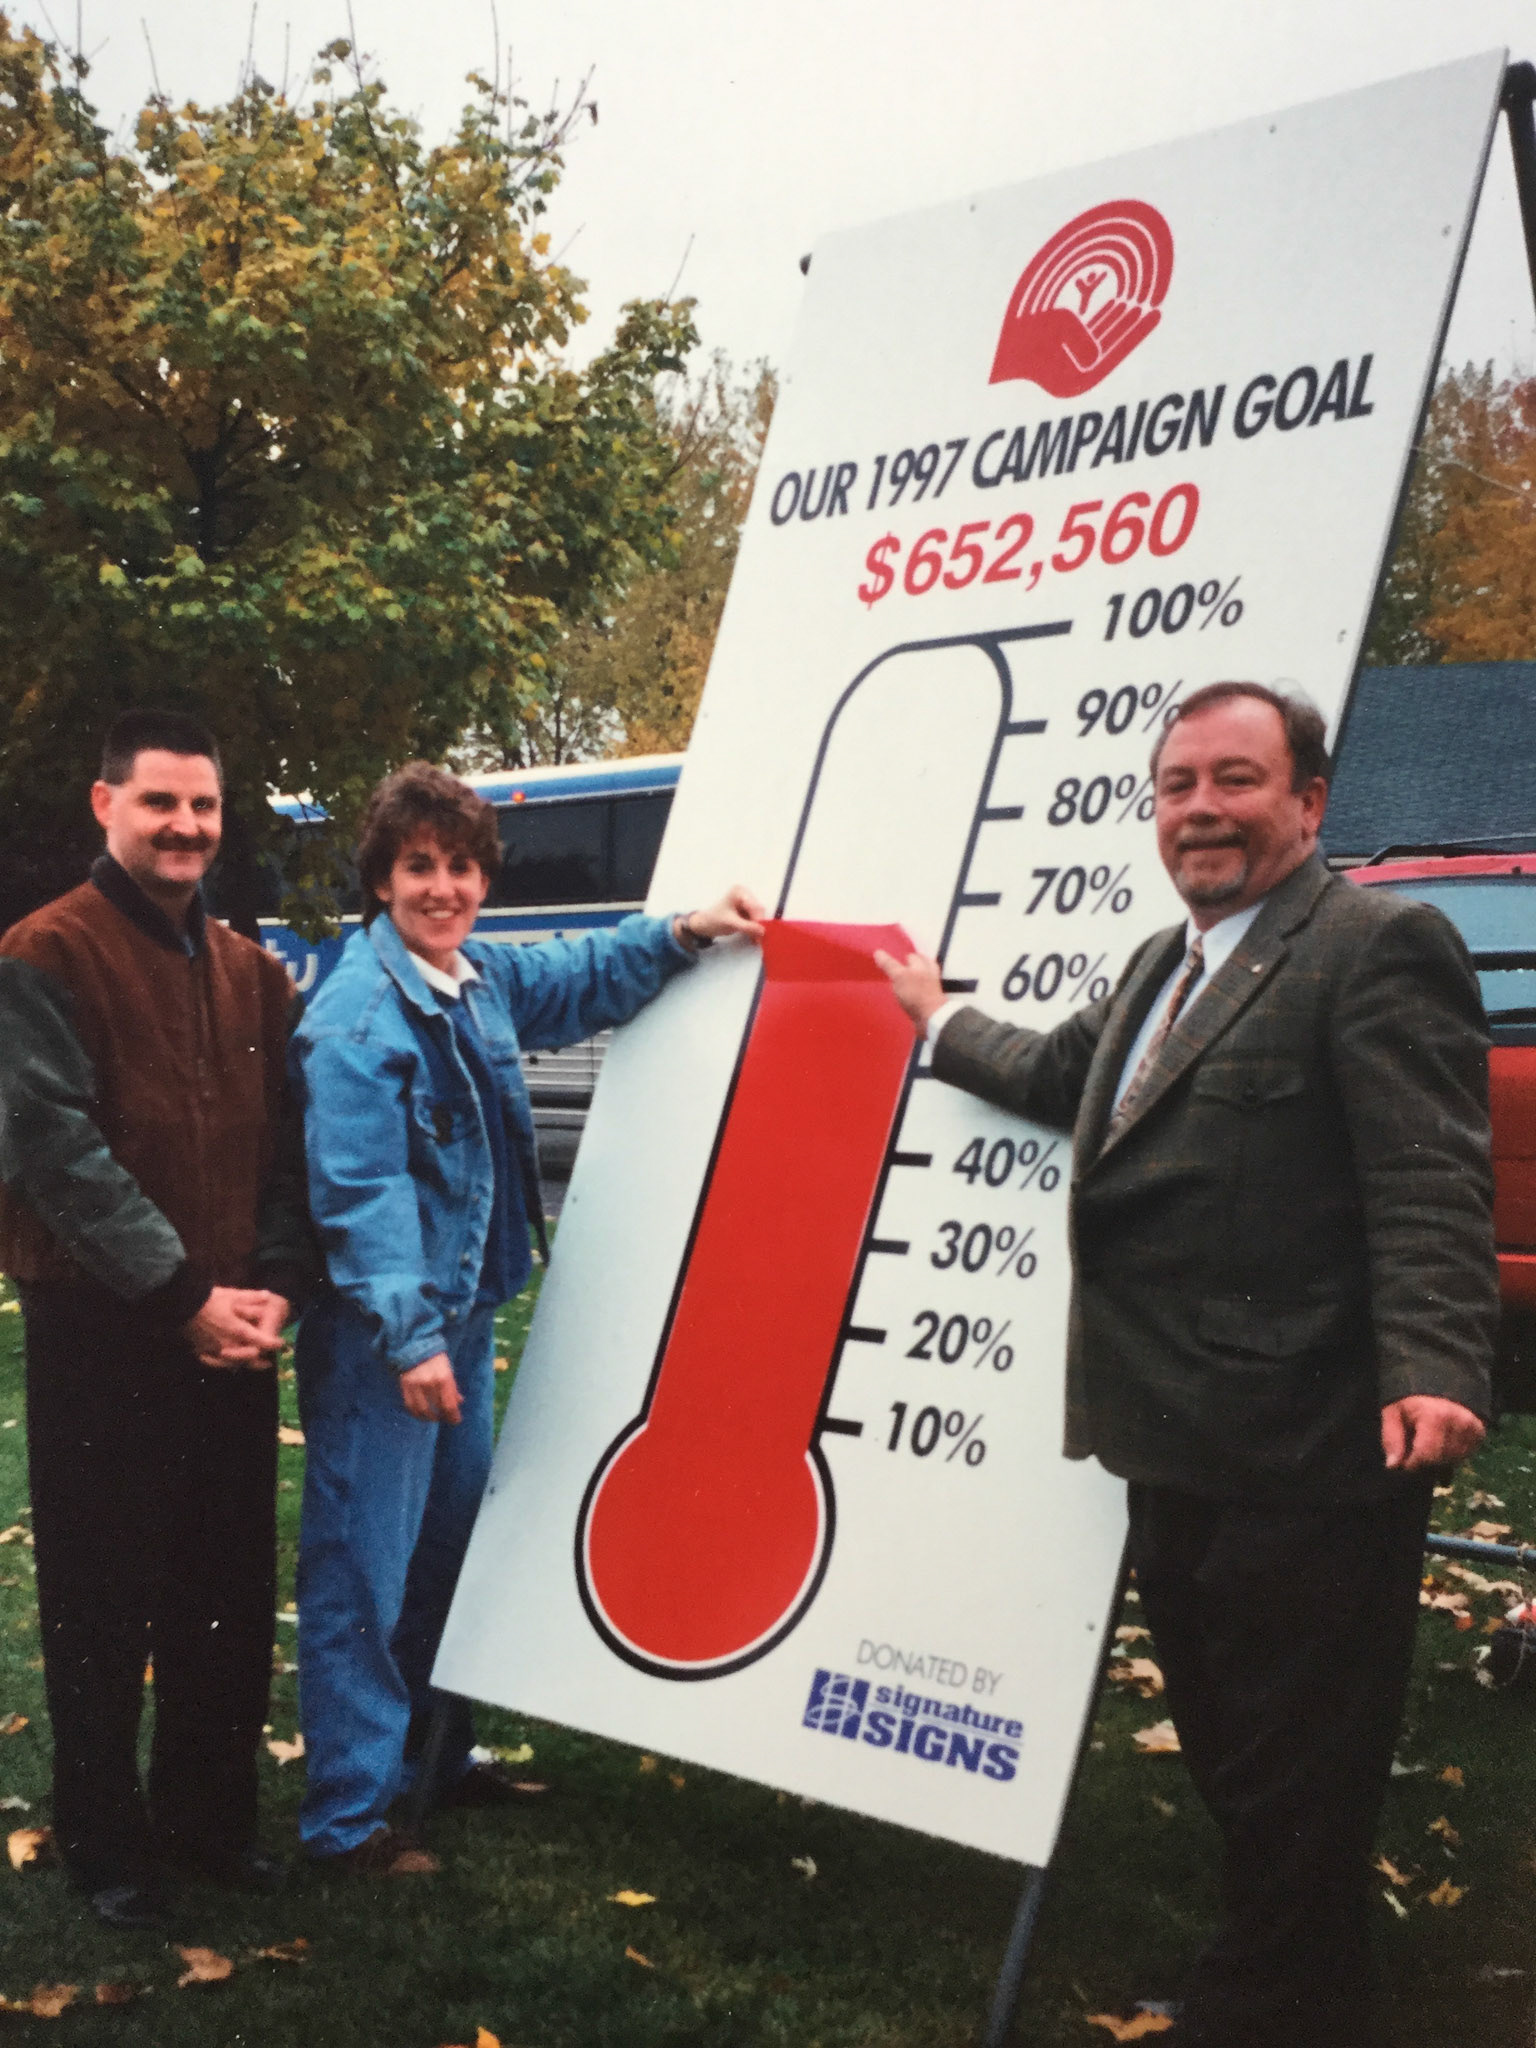 OUR 1997 CAMPAIGN GOAL
$652,560
100%
90%
80%
70%
60%
40%
30%
20%
10%
DONATED BY
signature
SIGNS